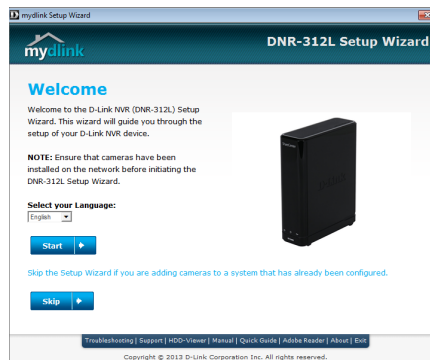 mydlink Setup Wizard
mydlink
DNR-312L Setup Wizard
Welcome
Welcome to the D-Link NVR (DNR-312L) Setup
Wizard. This wizard will guide you through the
setup of your D-Link NVR device.
NOTE: Ensure that cameras have been
installed on the network before initiating the
DNR-312L Setup Wizard.
Select your Language:
English
Start
Skip the Setup Wizard if you are adding cameras to a system that has already been configured.
Skip
Troubleshooting | Support | HDD-Viewer | Manual | Quick Guide | Adobe Reader | About | Exit
Copyright © 2013 D-Link Corporation Inc. All rights reserved.